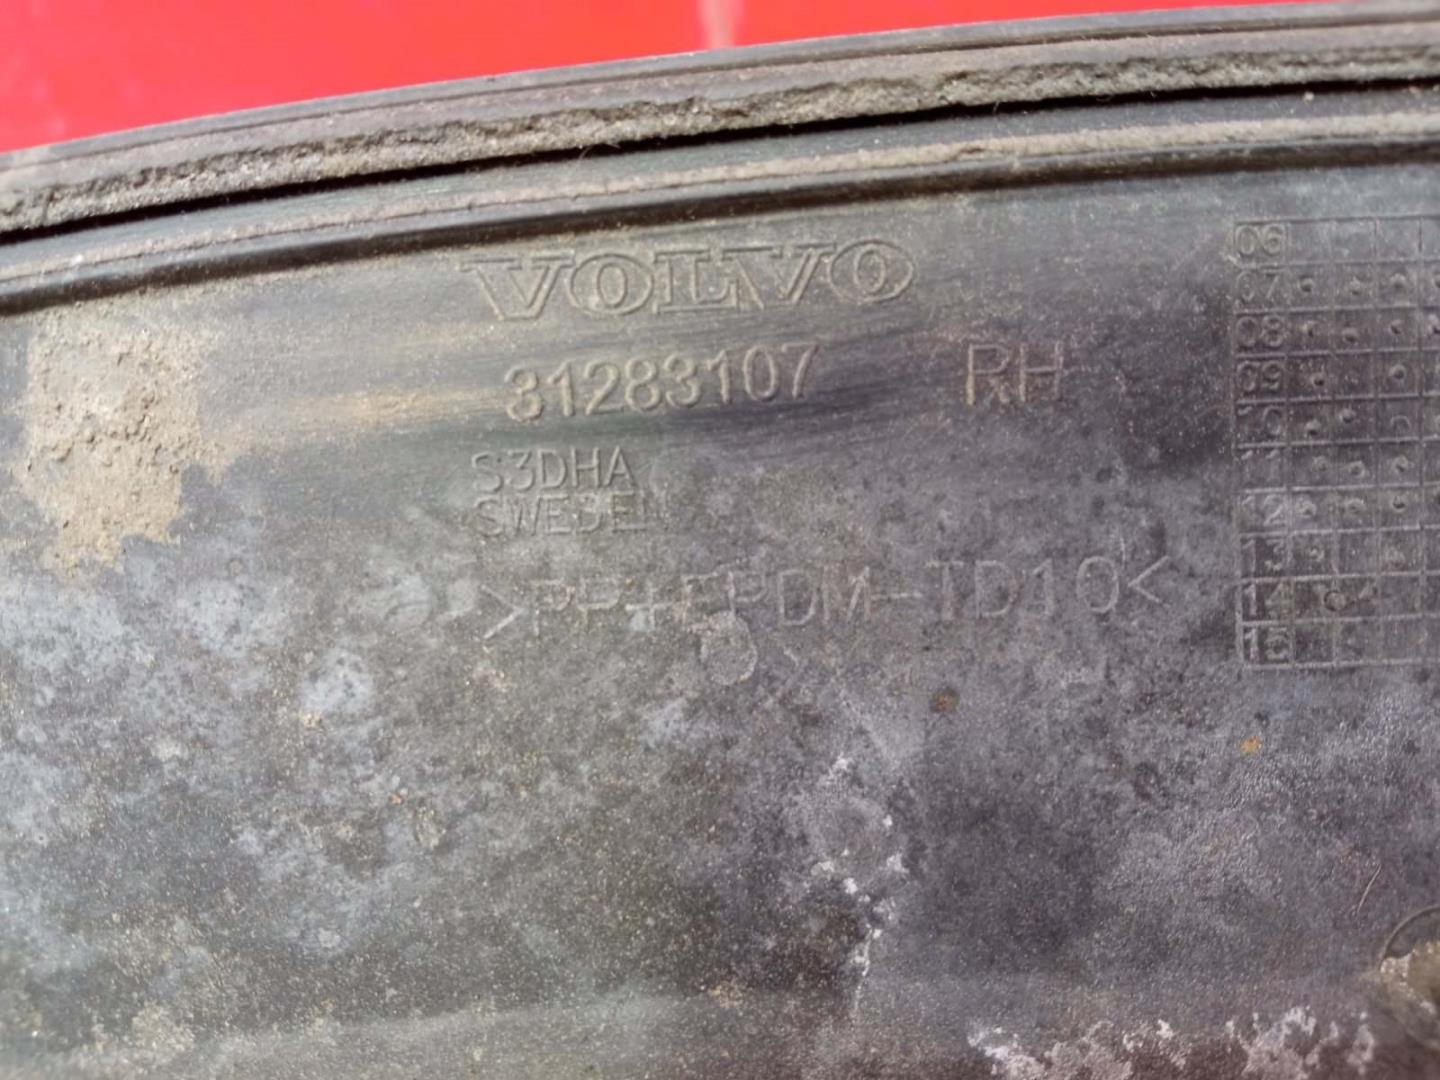 VOLVO
31283107 RH
S3DHA
SWEDEN
>PP+EPDM-TD10<
06
07
08
09
10
11
12
13
14
15